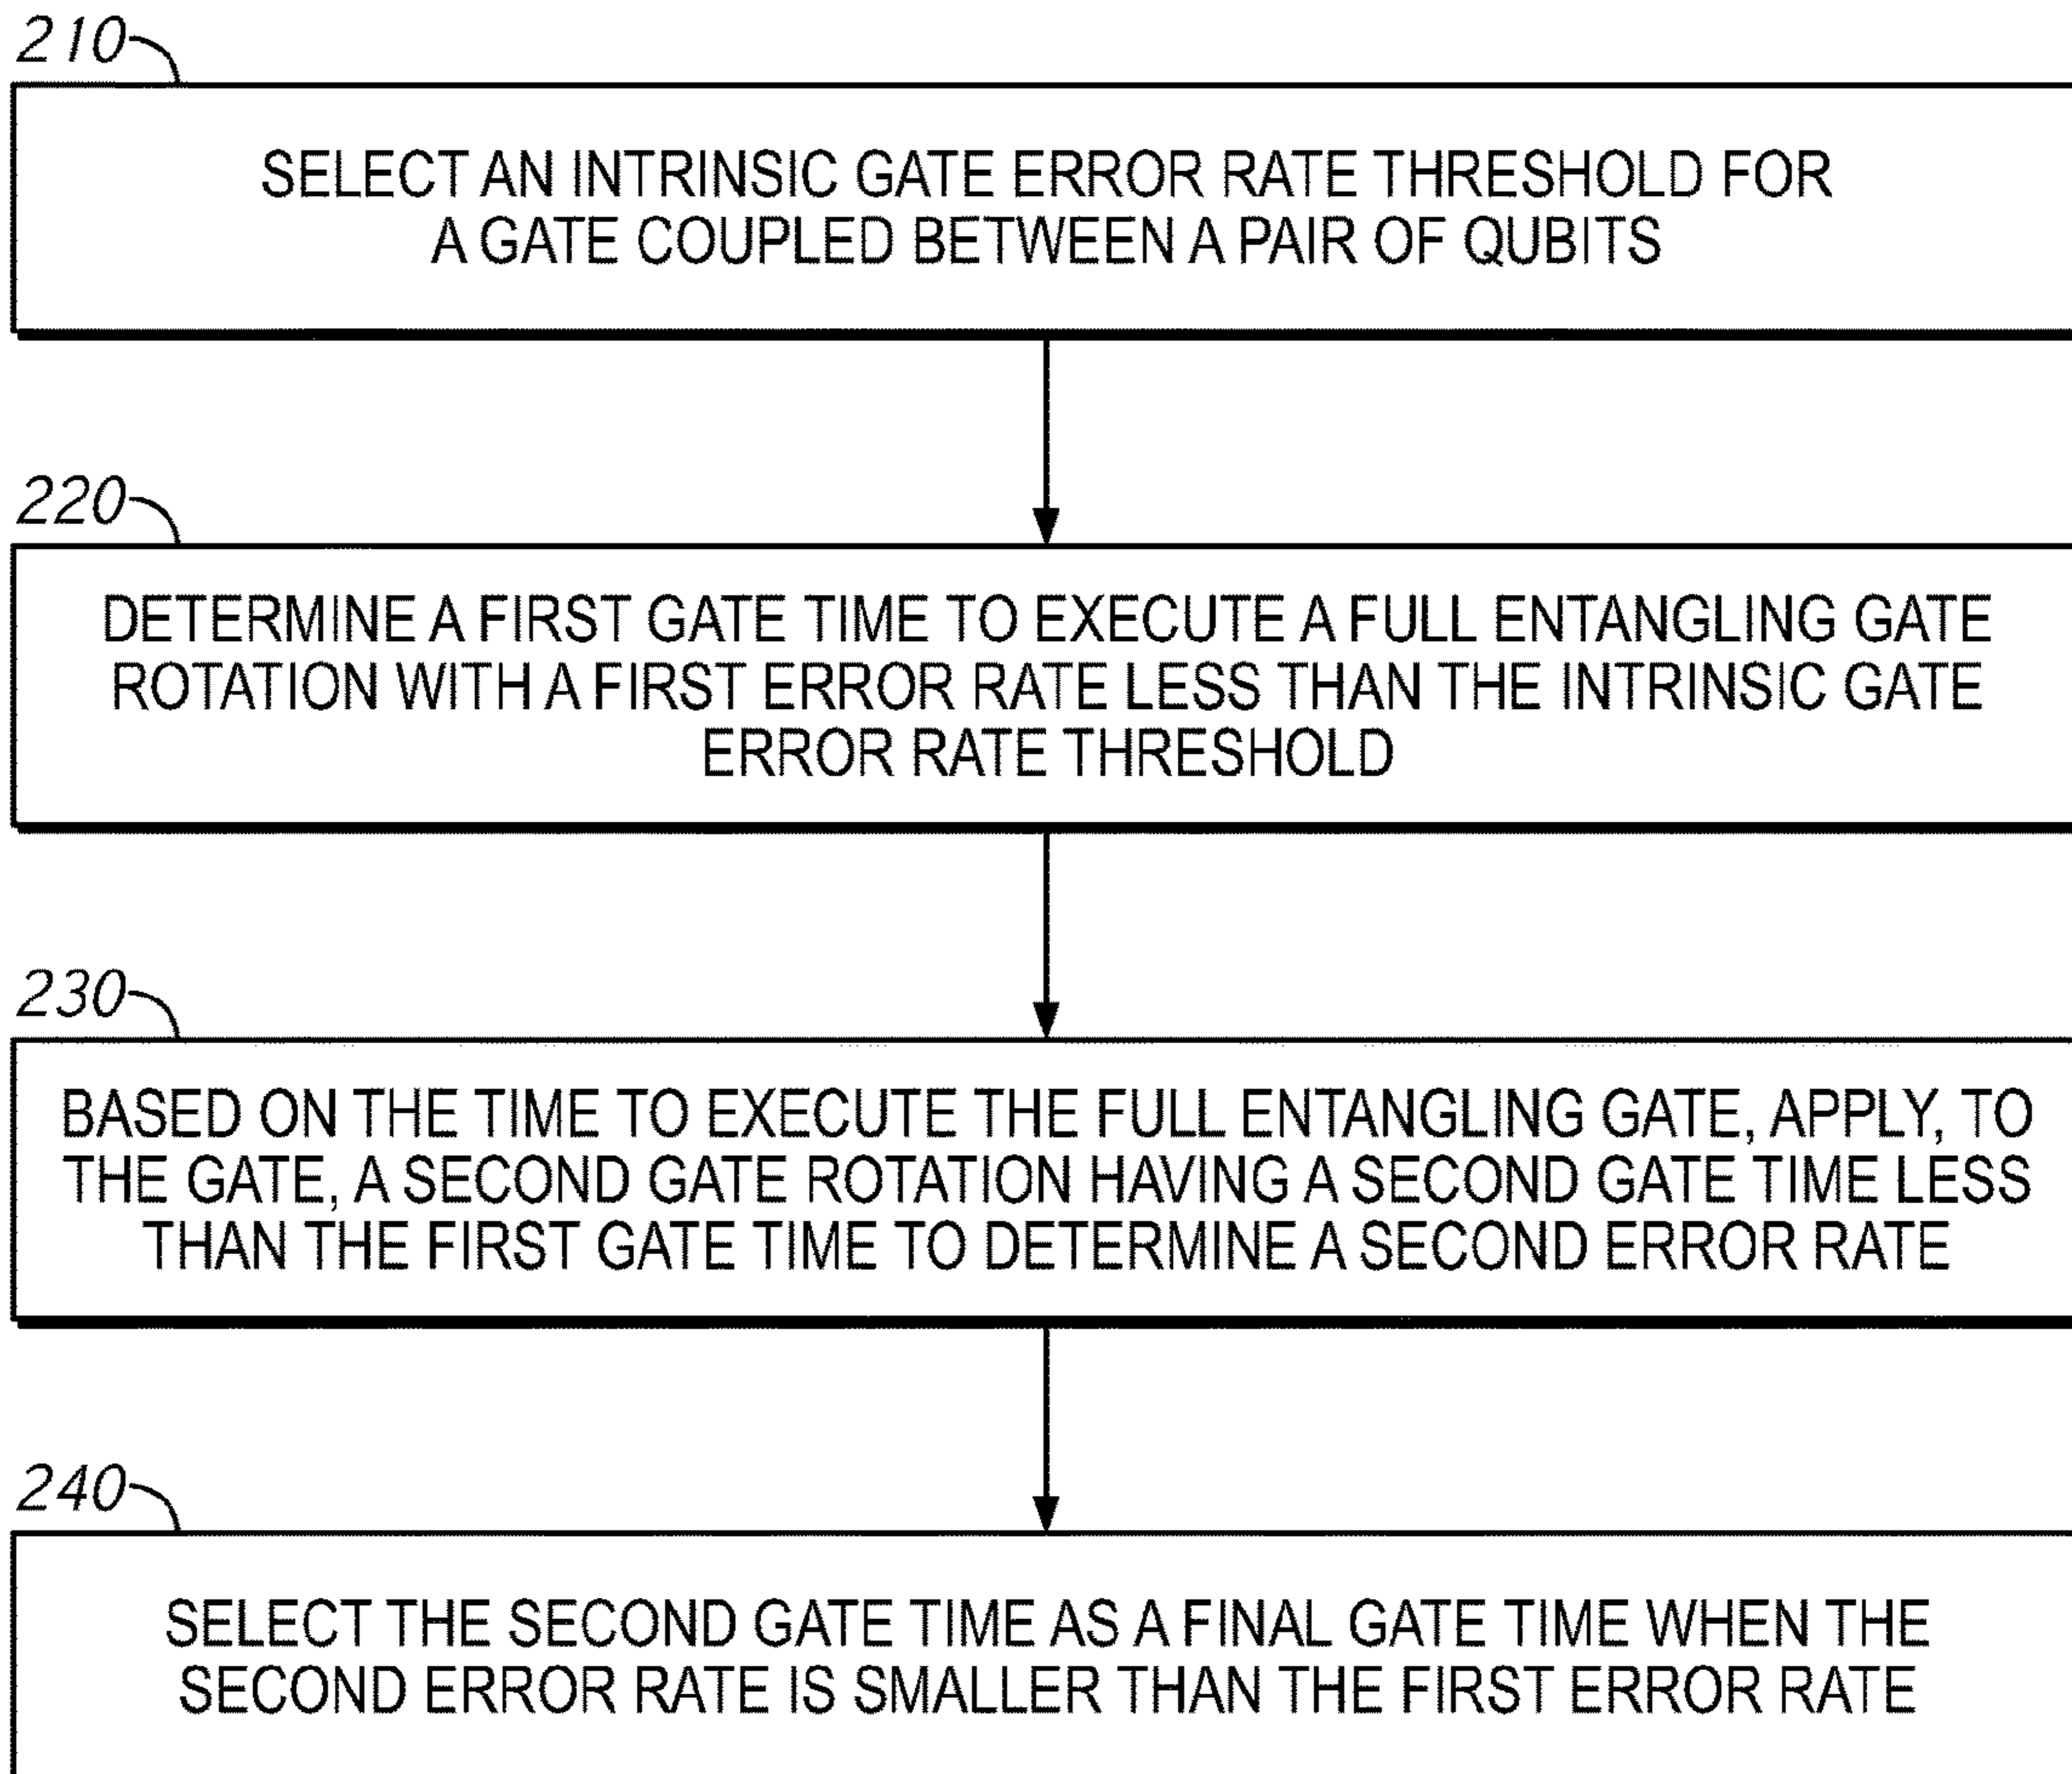 210
SELECT AN INTRINSIC GATE ERROR RATE THRESHOLD FOR
A GATE COUPLED BETWEEN A PAIR OF QUBITS
220
DETERMINE A FIRST GATE TIME TO EXECUTE A FULL ENTANGLING GATE
ROTATION WITH A FIRST ERROR RATE LESS THAN THE INTRINSIC GATE
ERROR RATE THRESHOLD
230
BASED ON THE TIME TO EXECUTE THE FULL ENTANGLING GATE, APPLY, TO
THE GATE, A SECOND GATE ROTATION HAVING A SECOND GATE TIME LESS
THAN THE FIRST GATE TIME TO DETERMINE A SECOND ERROR RATE
240
SELECT THE SECOND GATE TIME AS A FINAL GATE TIME WHEN THE
SECOND ERROR RATE IS SMALLER THAN THE FIRST ERROR RATE